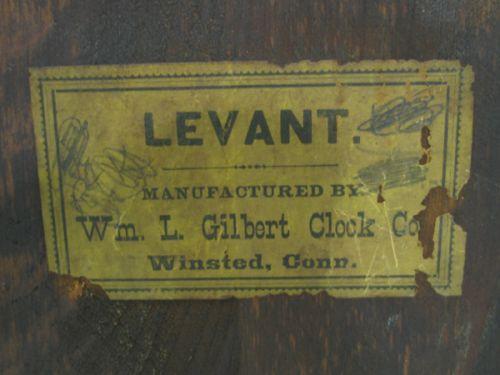 LEVANT.
MANUFACTURED BY
Wm. L. Gilbert Clock Co
Winsted, Conn.